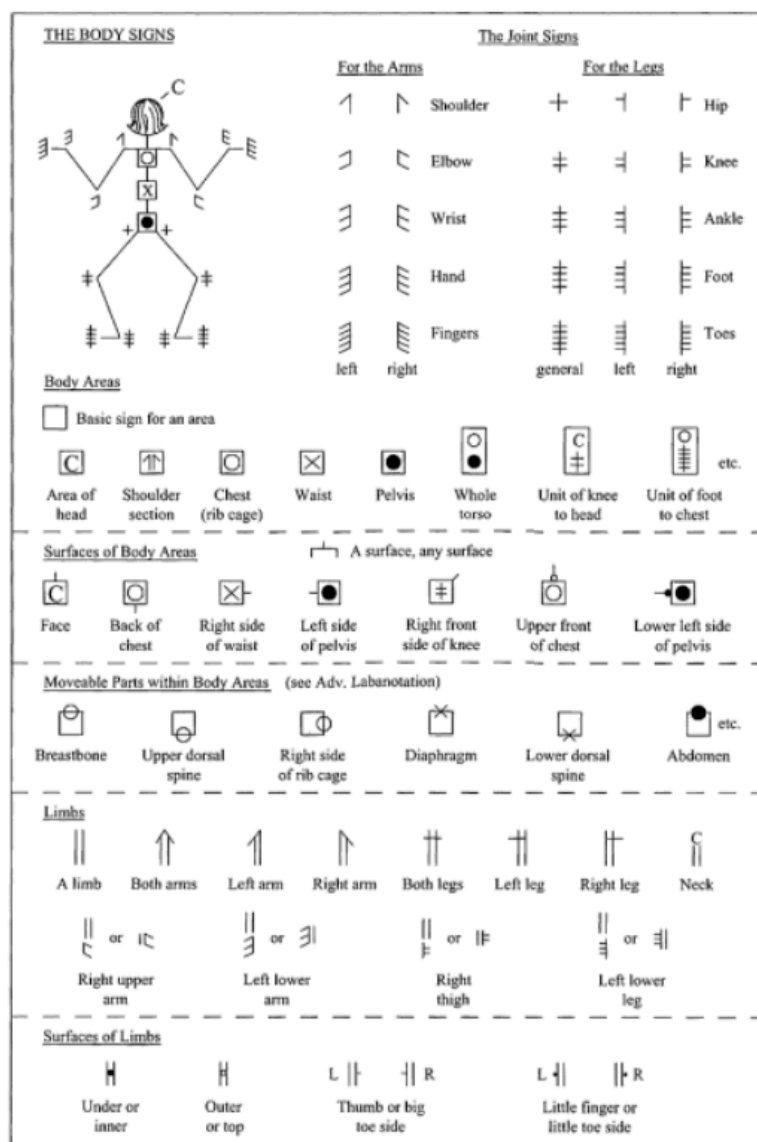 THE BODY SIGNS
C
The Joint Signs
For the Arms
For the Legs
Shoulder
Hip
Elbow
Knee
Wrist
Ankle
Hand
Foot
Fingers
Toes
left right
general left right
X
Body Areas
Basic sign for an area
C
C
etc.
Area of head
Shoulder section
Chest (rib cage)
Waist
Pelvis
Whole torso
Unit of knee to head
Unit of foot to chest
Surfaces of Body Areas
A surface, any surface
C
Face
Back of chest
Right side of waist
Left side of pelvis
Right front side of knee
Upper front of chest
Lower left side of pelvis
Moveable Parts within Body Areas (see Adv. Labanotation)
etc.
Breastbone
Upper dorsal spine
Right side of rib cage
Diaphragm
Lower dorsal spine
Abdomen
Limbs
C
A limb
Both arms
Left arm
Right arm
Both legs
Left leg
Right leg
Neck
or
or
or
or
Right upper arm
Left lower arm
Right thigh
Left lower leg
Surfaces of Limbs
L R
L R
Under or inner
Outer or top
Thumb or big toe side
Little finger or little toe side